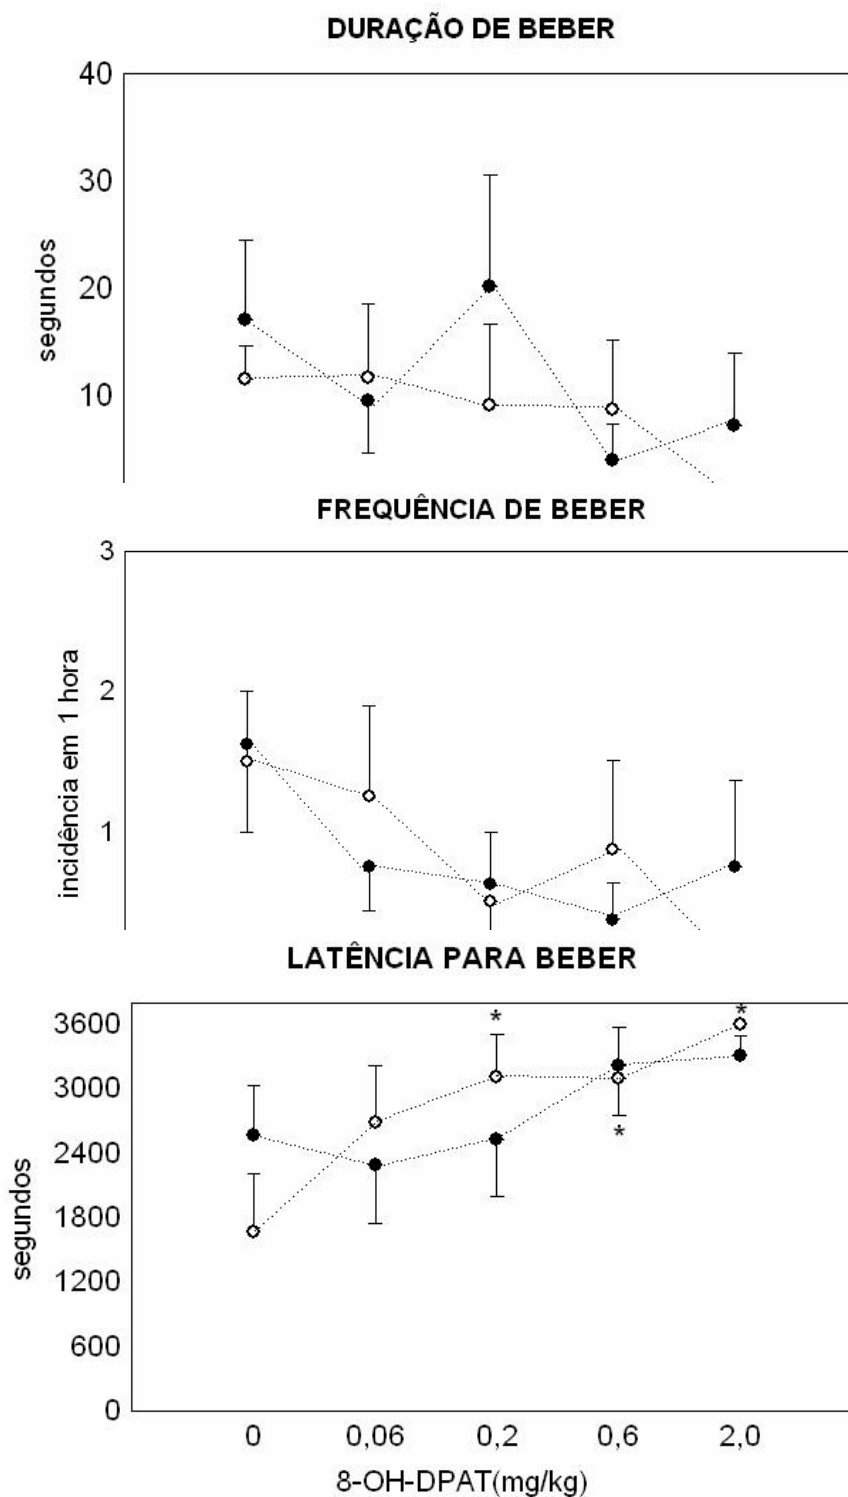 DURAÇÃO DE BEBER
40
30
20
10
segundos
FREQUÊNCIA DE BEBER
3
2
1
incidência em 1 hora
LATÊNCIA PARA BEBER
3600
3000
2400
1800
1200
600
0
segundos
* * * 
0 0,06 0,2 0,6 2,0
8-OH-DPAT(mg/kg)